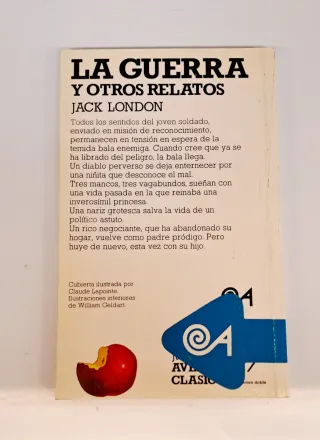 LA GUERRA
Y OTROS RELATOS
JACK LONDON
Todos los sentidos del joven soldado,
enviado en misión de reconocimiento,
permanecen en tensión en espera de la
temida bala enemiga. Cuando cree que ya se
ha librado del peligro, la bala llega.
Un diablo perverso se deja enternecer por
una niñita que desconoce el mal.
Tres mancos, tres vagabundos, sueñan con
una vida pasada en la que reinaba una
inverosímil princesa.
Una nariz grotesca salva la vida de un
político astuto.
Un rico negociante, que ha abandonado su
hogar, vuelve como padre pródigo. Pero
huye de nuevo, esta vez con su hijo.
Cubierta ilustrada por
Claude Lapointe
Ilustraciones interiores
de William Geldart
AVE
CLASIC
doble